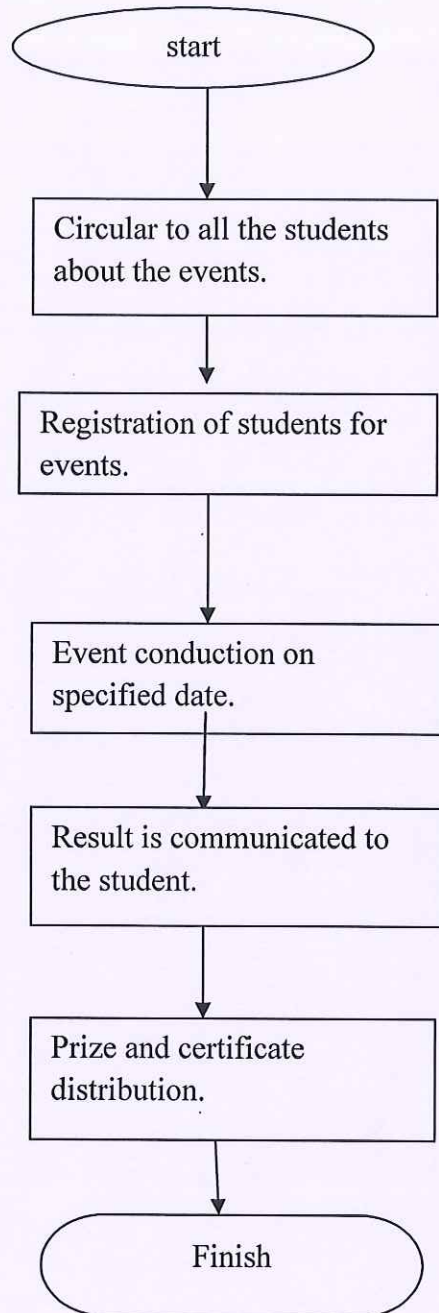 start
Circular to all the students
about the events.
Registration of students for
events.
Event conduction on
specified date.
Result is communicated to
the student.
Prize and certificate
distribution.
Finish